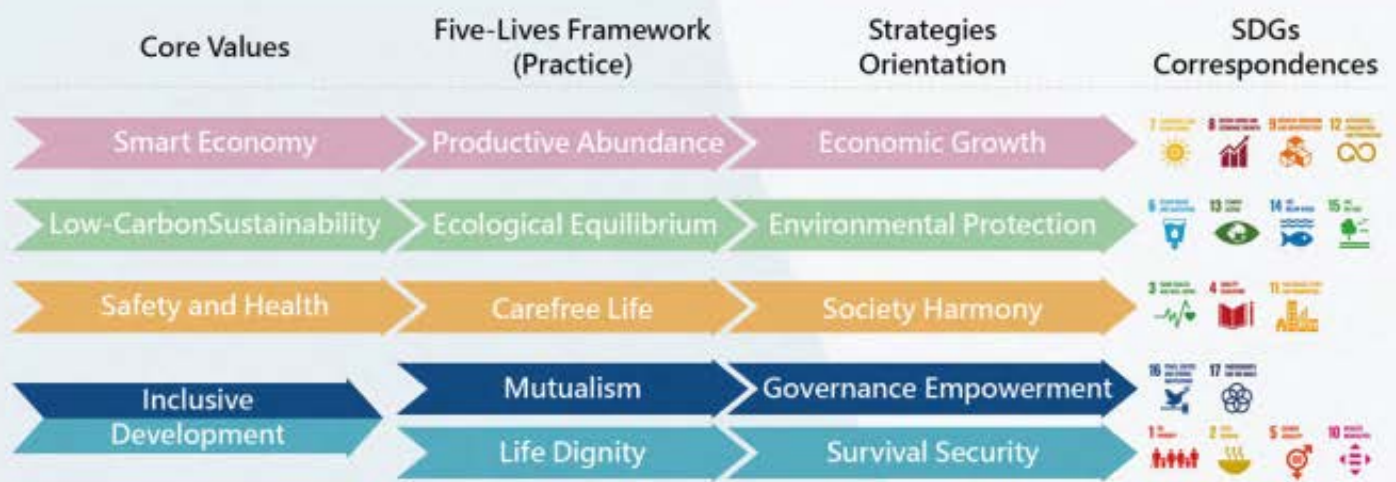 Core Values
Five-Lives Framework
(Practice)
Strategies
Orientation
SDGs
Correspondences
Smart Economy
Productive Abundance
Economic Growth
7
8
9
12
Low-CarbonSustainability
Ecological Equilibrium
Environmental Protection
6
13
14
15
Safety and Health
Carefree Life
Society Harmony
3
4
11
Inclusive
Development
Mutualism
Governance Empowerment
16
17
Life Dignity
Survival Security
1
2
5
10